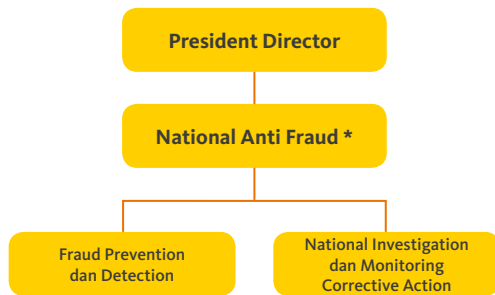 President Director
National Anti Fraud *
Fraud Prevention
dan Detection
National Investigation
dan Monitoring
Corrective Action